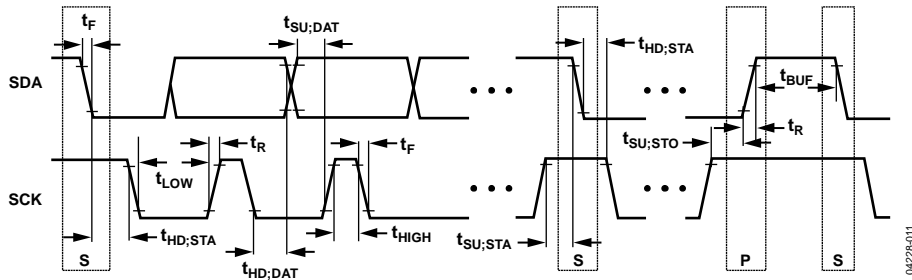 tF
tSU;DAT
tHD;STA
SDA
tBUF
tR
tF
tSU;STO
tR
tLOW
SCK
tHD;STA
tHD;DAT
tHIGH
tSU;STA
S
S
P
S
04228-011